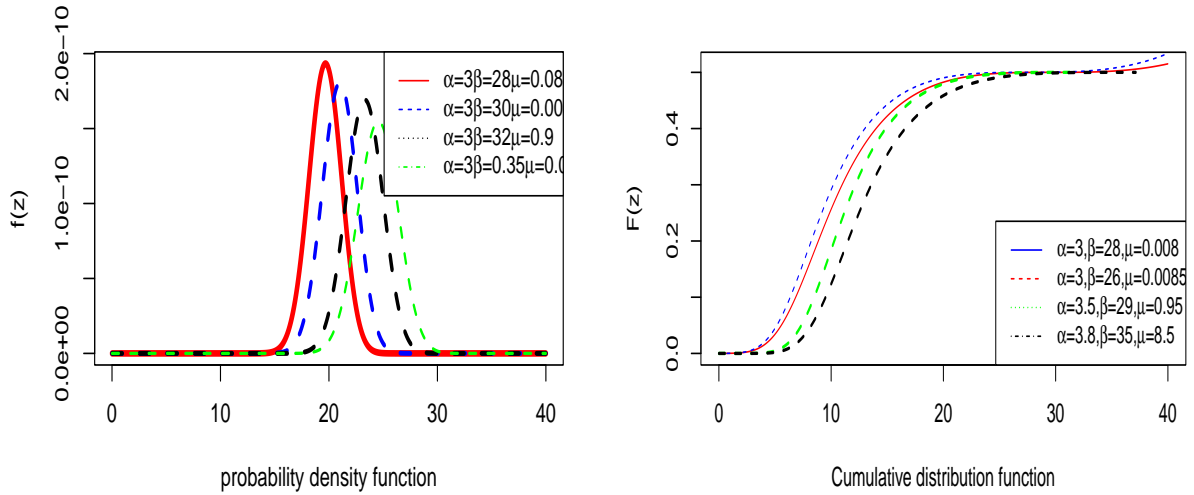 f(z)
0.0e+00
1.0e−10
2.0e−10
0
10
20
30
40
α=3β=28μ=0.08
α=3β=30μ=0.00
α=3β=32μ=0.9
α=3β=0.35μ=0.0
probability density function
F(z)
0.0
0.2
0.4
0
10
20
30
40
α=3,β=28,μ=0.008
α=3,β=26,μ=0.0085
α=3.5,β=29,μ=0.95
α=3.8,β=35,μ=8.5
Cumulative distribution function